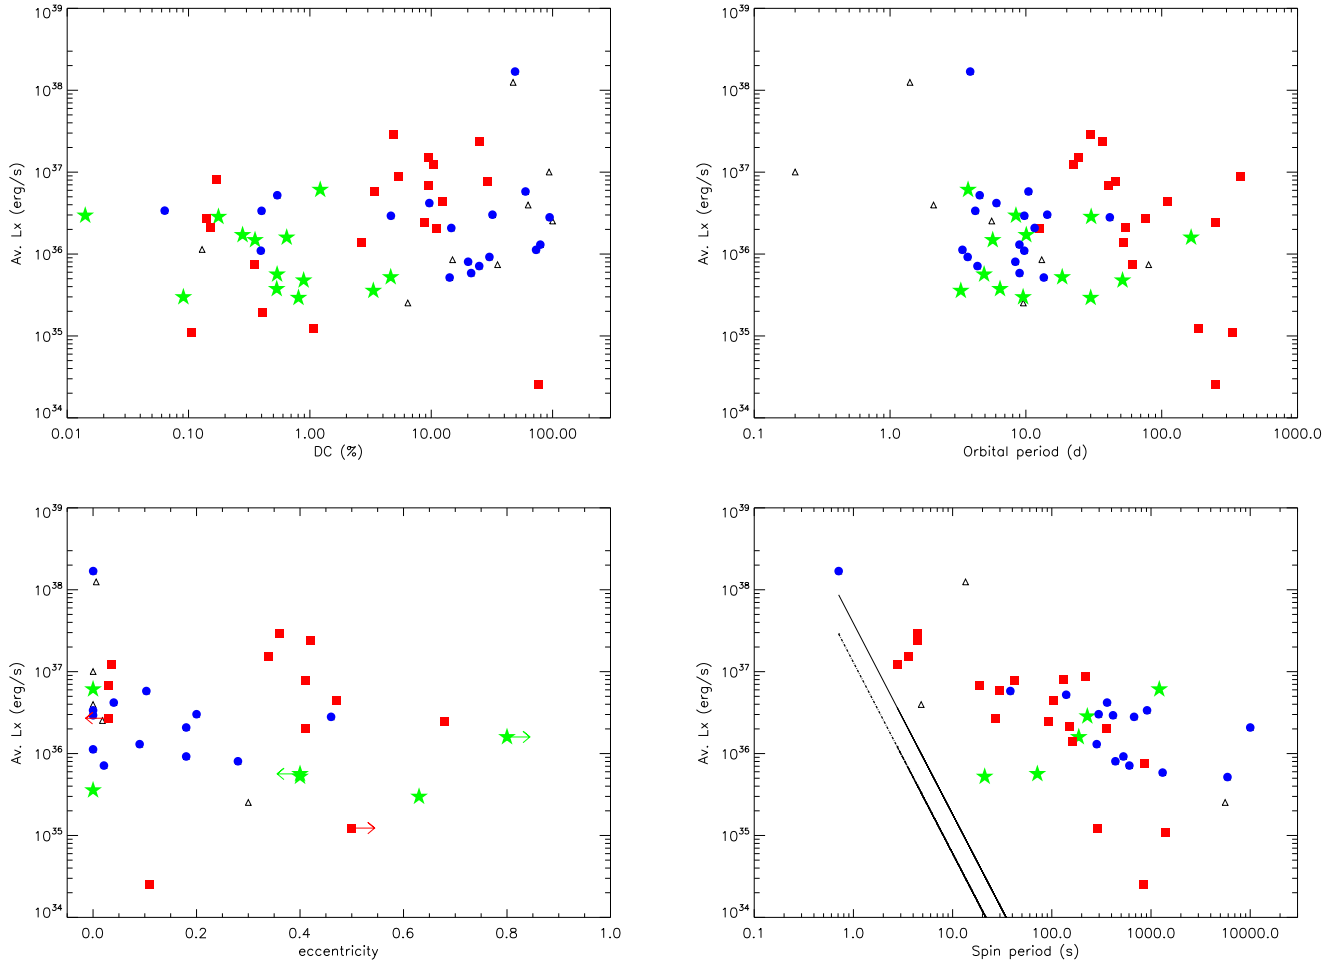 10^39 10^39
10^38 10^38
10^37 10^37
10^36 10^36
10^35 10^35
10^34 10^34
Av. Lx (erg/s) Av. Lx (erg/s)
0.01 0.10 1.00 10.00 100.00 0.1 1.0 10.0 100.0 1000.0
DC (%) Orbital period (d)
10^39 10^39
10^38 10^38
10^37 10^37
10^36 10^36
10^35 10^35
10^34 10^34
Av. Lx (erg/s) Av. Lx (erg/s)
0.0 0.2 0.4 0.6 0.8 1.0 0.1 1.0 10.0 100.0 1000.0 10000.0
eccentricity Spin period (s)